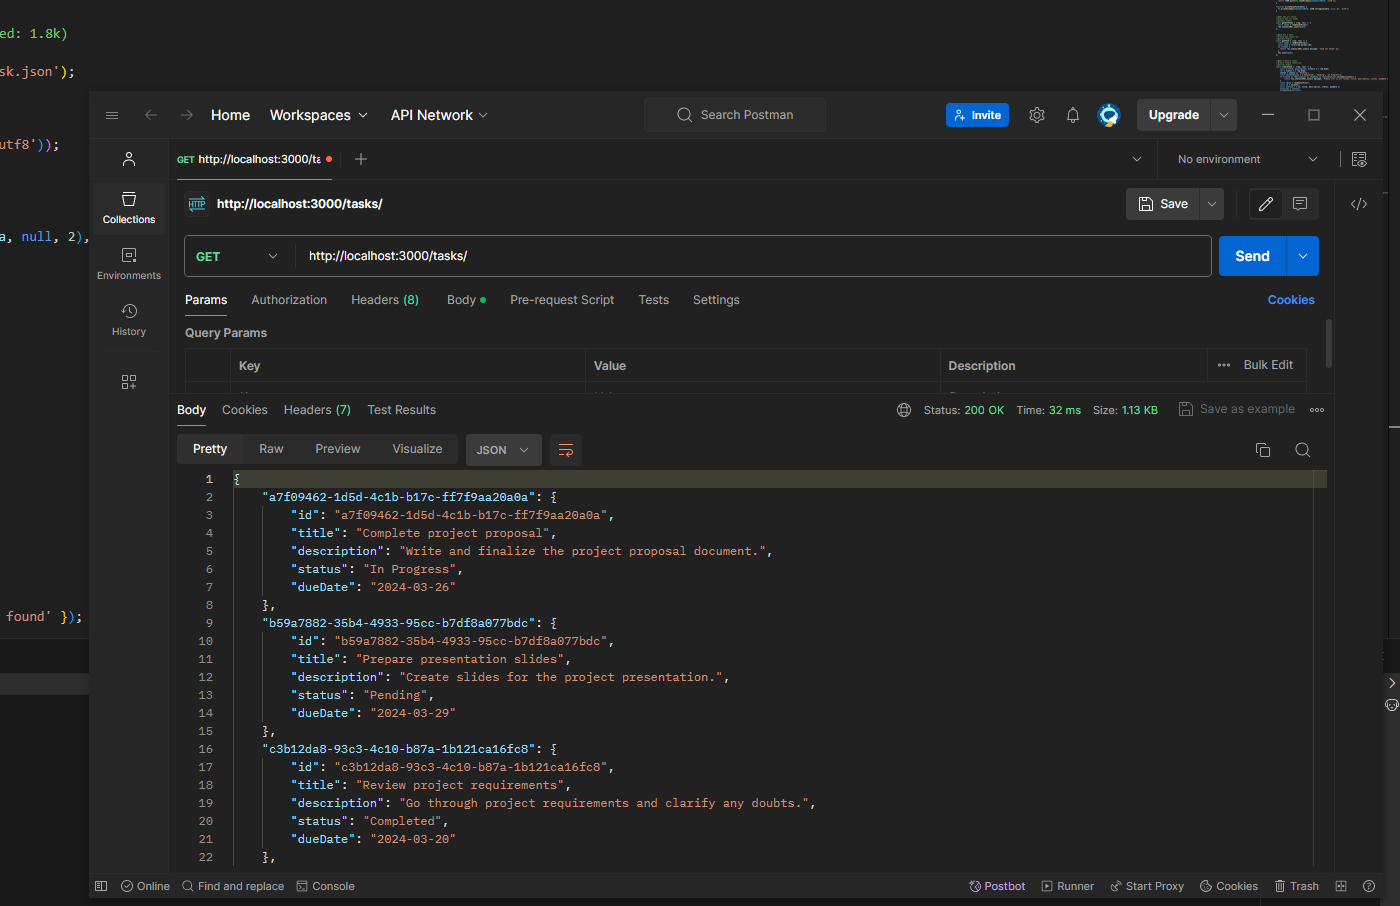 ed: 1.8k)
sk.json');
utf8'));
a, null, 2),
found' });
Home Workspaces API Network Search Postman Invite Upgrade
GET http://localhost:3000/ta No environment
HTTP http://localhost:3000/tasks/ Save
Collections
Environments
History
GET http://localhost:3000/tasks/ Send
Params Authorization Headers (8) Body Pre-request Script Tests Settings Cookies
Query Params
Key Value Description Bulk Edit
Body Cookies Headers (7) Test Results Status: 200 OK Time: 32 ms Size: 1.13 KB Save as example
Pretty Raw Preview Visualize JSON
1 {
2 "a7f09462-1d5d-4c1b-b17c-ff7f9aa20a0a": {
3 "id": "a7f09462-1d5d-4c1b-b17c-ff7f9aa20a0a",
4 "title": "Complete project proposal",
5 "description": "Write and finalize the project proposal document.",
6 "status": "In Progress",
7 "dueDate": "2024-03-26"
8 },
9 "b59a7882-35b4-4933-95cc-b7df8a077bdc": {
10 "id": "b59a7882-35b4-4933-95cc-b7df8a077bdc",
11 "title": "Prepare presentation slides",
12 "description": "Create slides for the project presentation.",
13 "status": "Pending",
14 "dueDate": "2024-03-29"
15 },
16 "c3b12da8-93c3-4c10-b87a-1b121ca16fc8": {
17 "id": "c3b12da8-93c3-4c10-b87a-1b121ca16fc8",
18 "title": "Review project requirements",
19 "description": "Go through project requirements and clarify any doubts.",
20 "status": "Completed",
21 "dueDate": "2024-03-20"
22 },
Online Find and replace Console Postbot Runner Start Proxy Cookies Trash